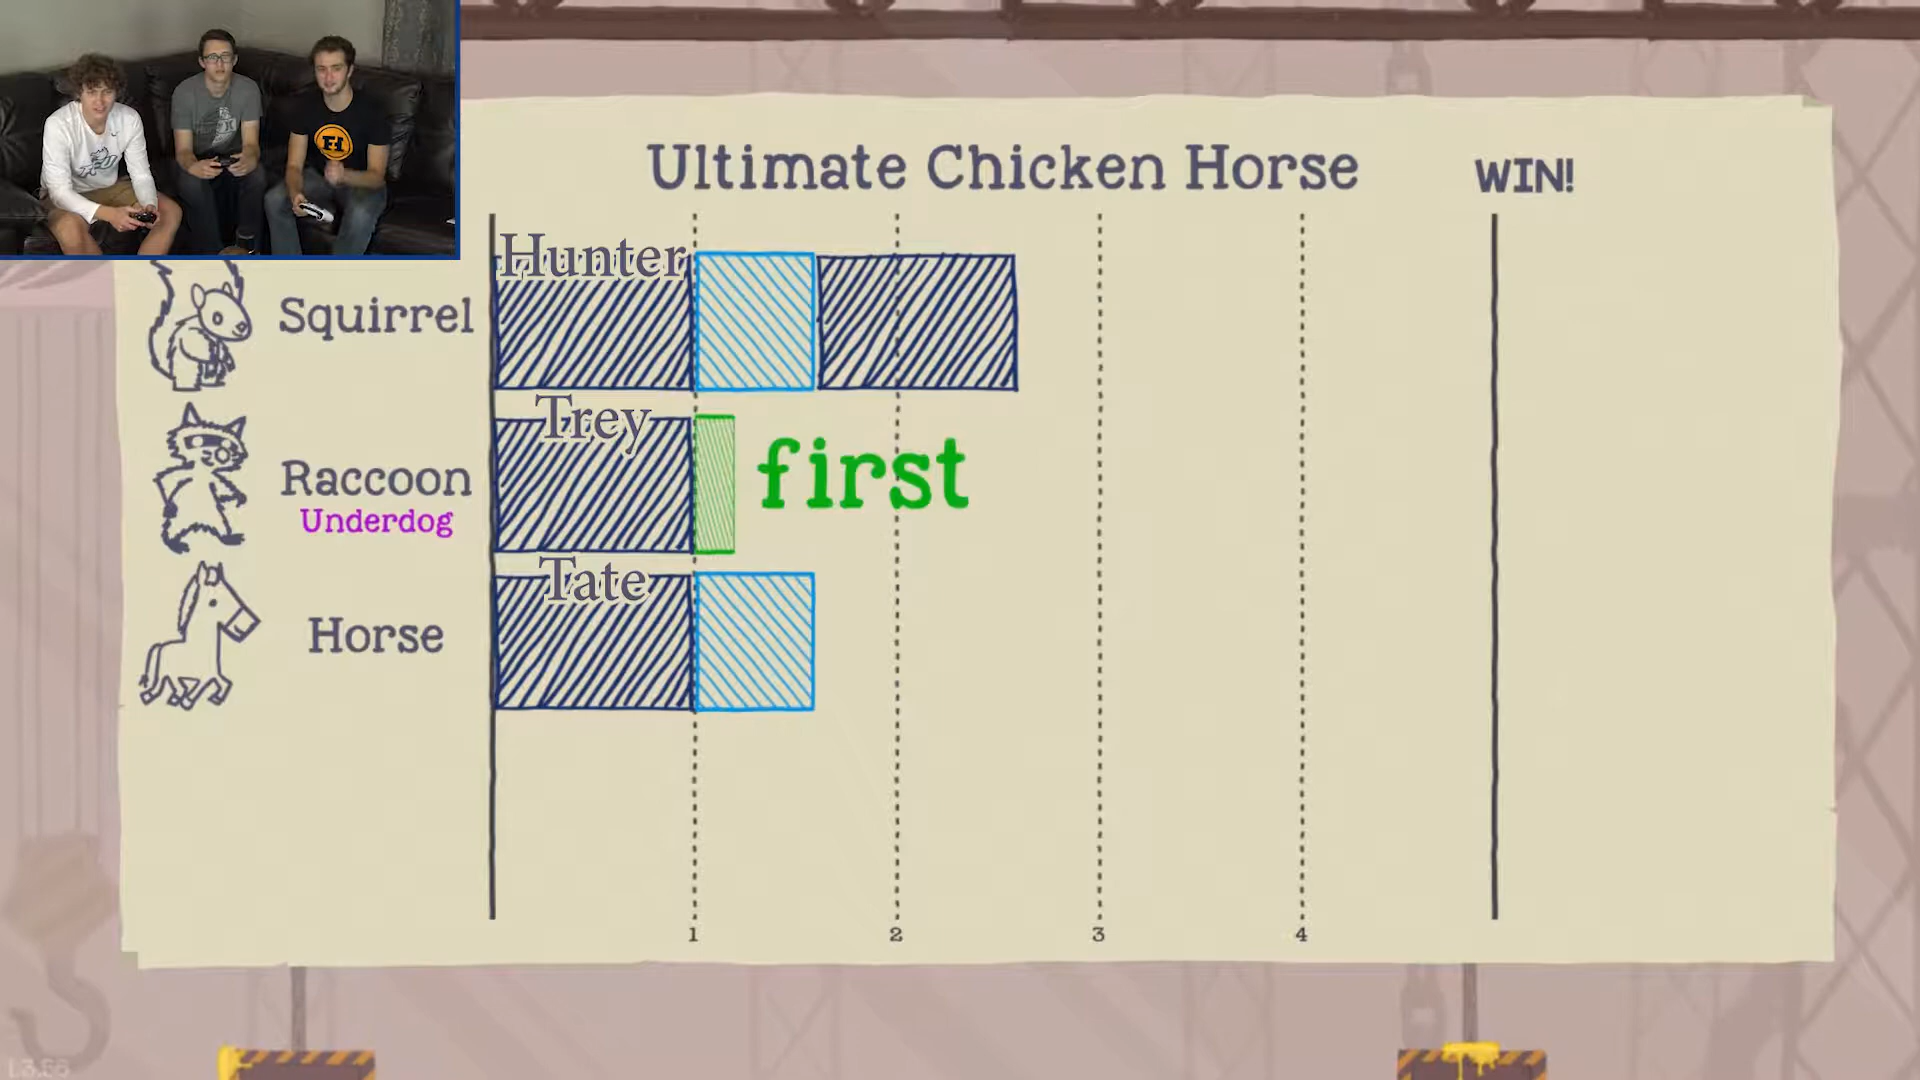 Ultimate Chicken Horse
WIN!
Hunter
Squirrel
Trey
first
Raccoon
Underdog
Tate
Horse
1
2
3
4